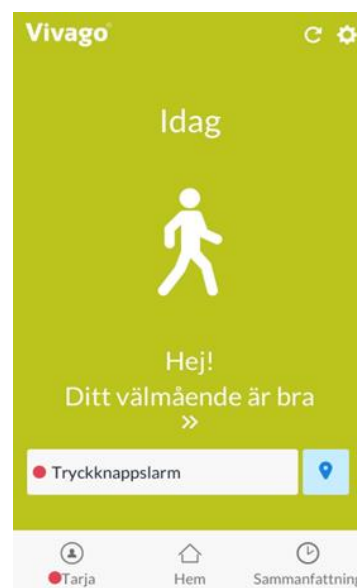 Vivago
Idag
Hej!
Ditt välmående är bra
»
Tryckknappslarm
Tarja
Hem
Sammanfattning